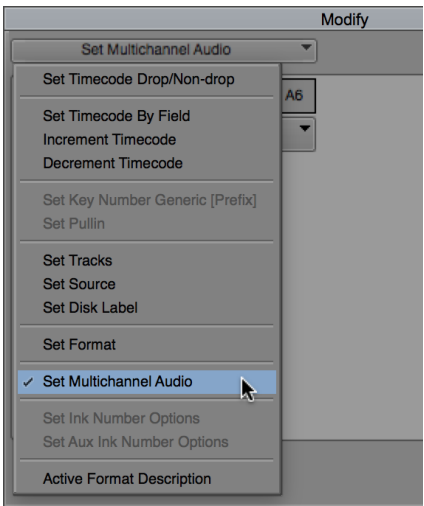 Modify
Set Multichannel Audio
Set Timecode Drop/Non-drop
A6
Set Timecode By Field
Increment Timecode
Decrement Timecode
Set Key Number Generic [Prefix]
Set Pullin
Set Tracks
Set Source
Set Disk Label
Set Format
Set Multichannel Audio
Set Ink Number Options
Set Aux Ink Number Options
Active Format Description